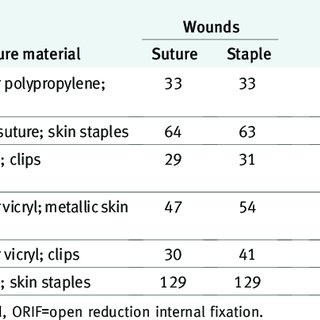 Wounds
ure material Suture Staple
polypropylene; 33 33
suture; skin staples 64 63
; clips 29 31
vicryl; metallic skin 47 54
vicryl; clips 30 41
; skin staples 129 129
, ORIF=open reduction internal fixation.